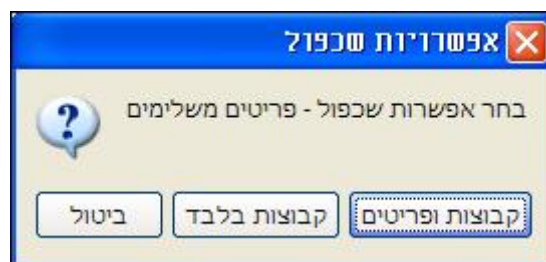 אפשרויות שכפול
בחר אפשרות שכפול - פריטים משלימים
קבוצות ופריטים קבוצות בלבד ביטול